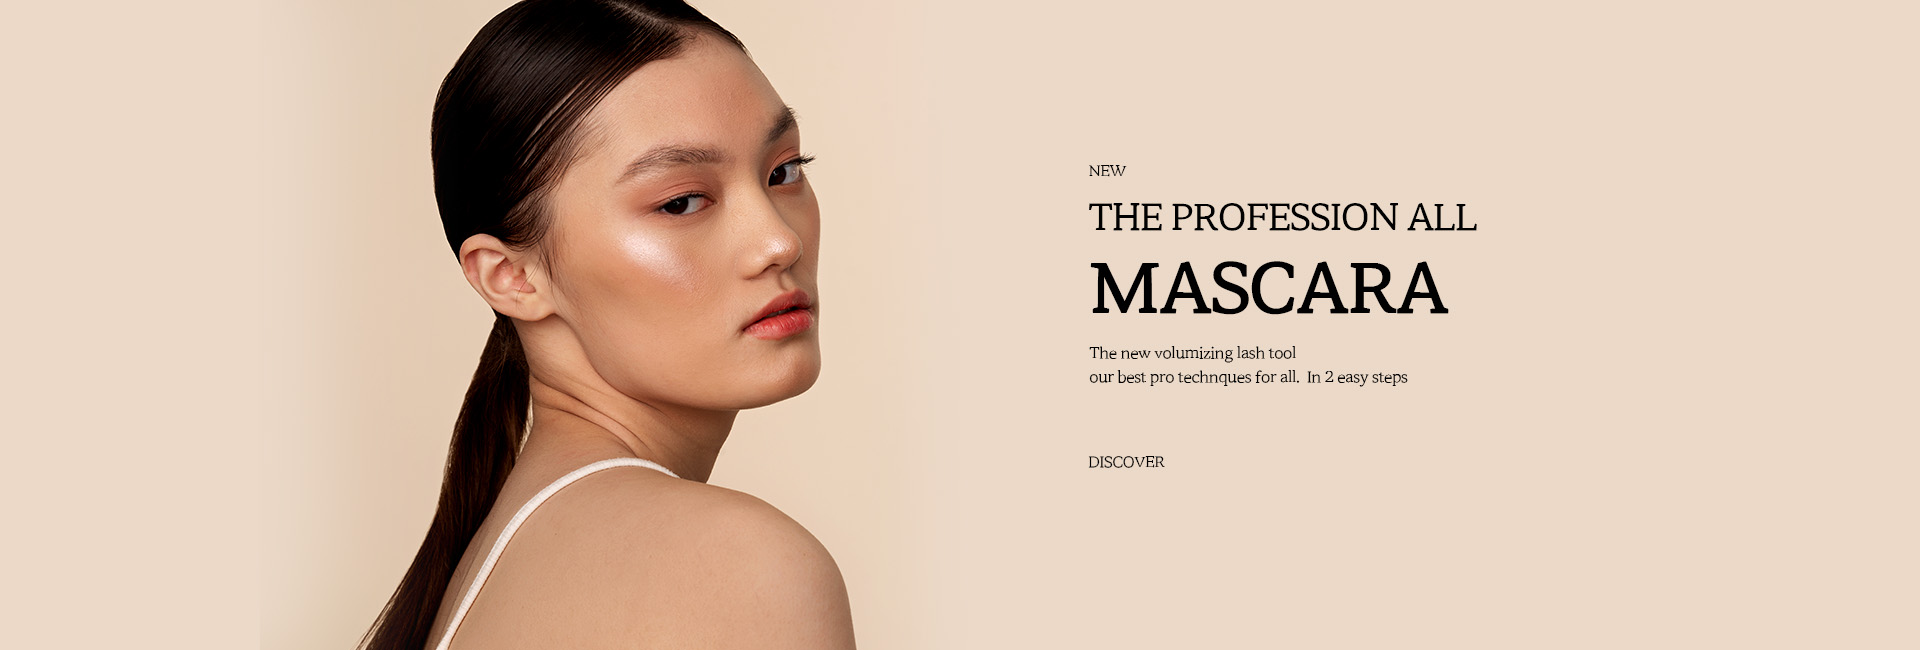 NEW
THE PROFESSION ALL
MASCARA
The new volumizing lash tool
our best pro technques for all. In 2 easy steps
DISCOVER